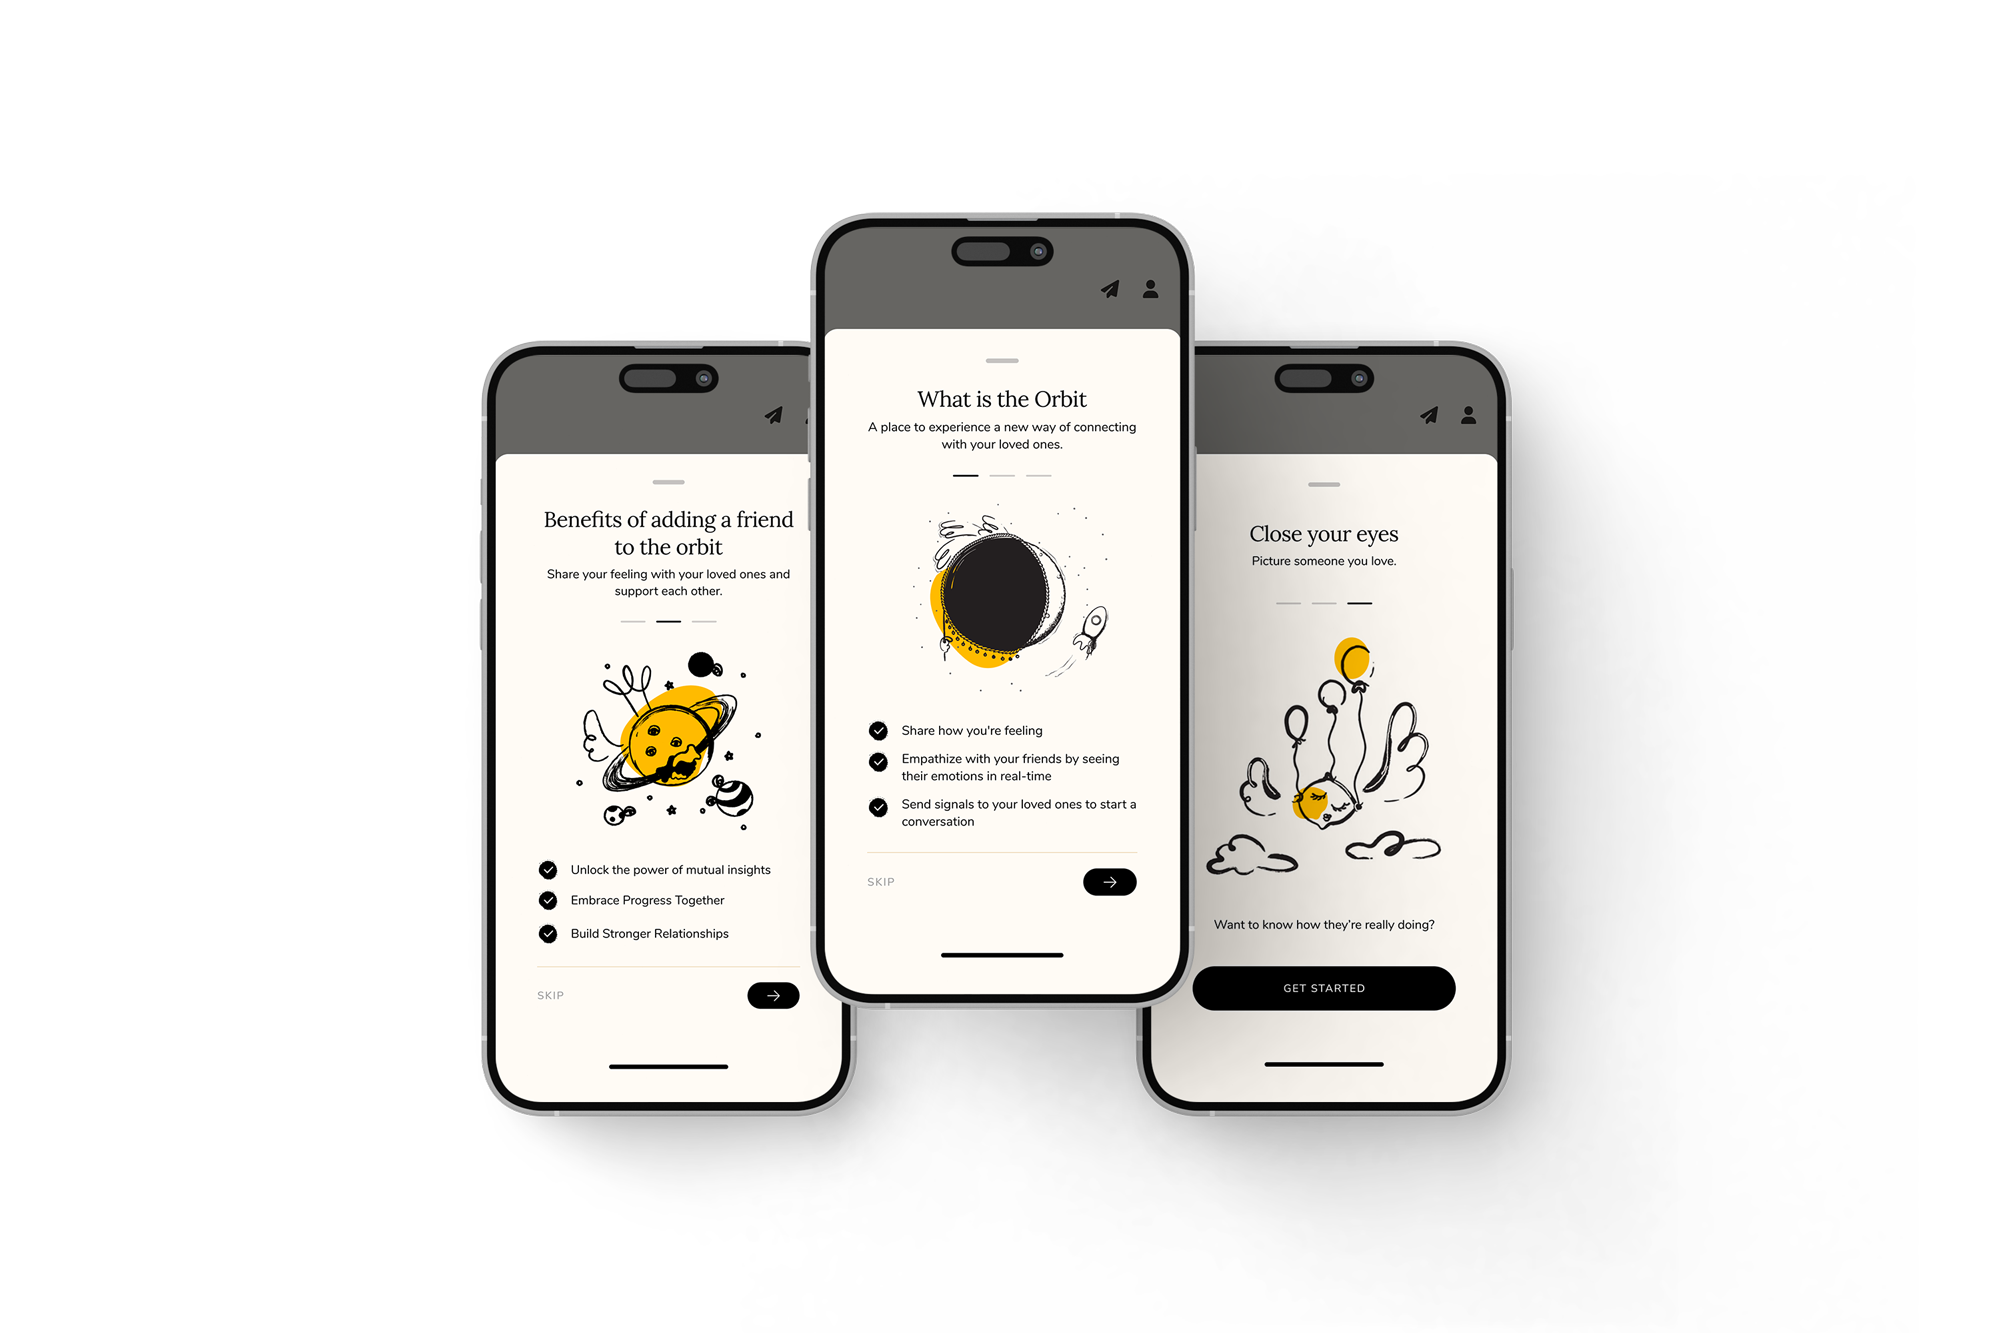 Benefits of adding a friend
to the orbit
Share your feeling with your loved ones and
support each other.
Unlock the power of mutual insights
Embrace Progress Together
Build Stronger Relationships
SKIP
What is the Orbit
A place to experience a new way of connecting
with your loved ones.
Share how you're feeling
Empathize with your friends by seeing
their emotions in real-time
Send signals to your loved ones to start a
conversation
SKIP
Close your eyes
Picture someone you love.
Want to know how they're really doing?
GET STARTED